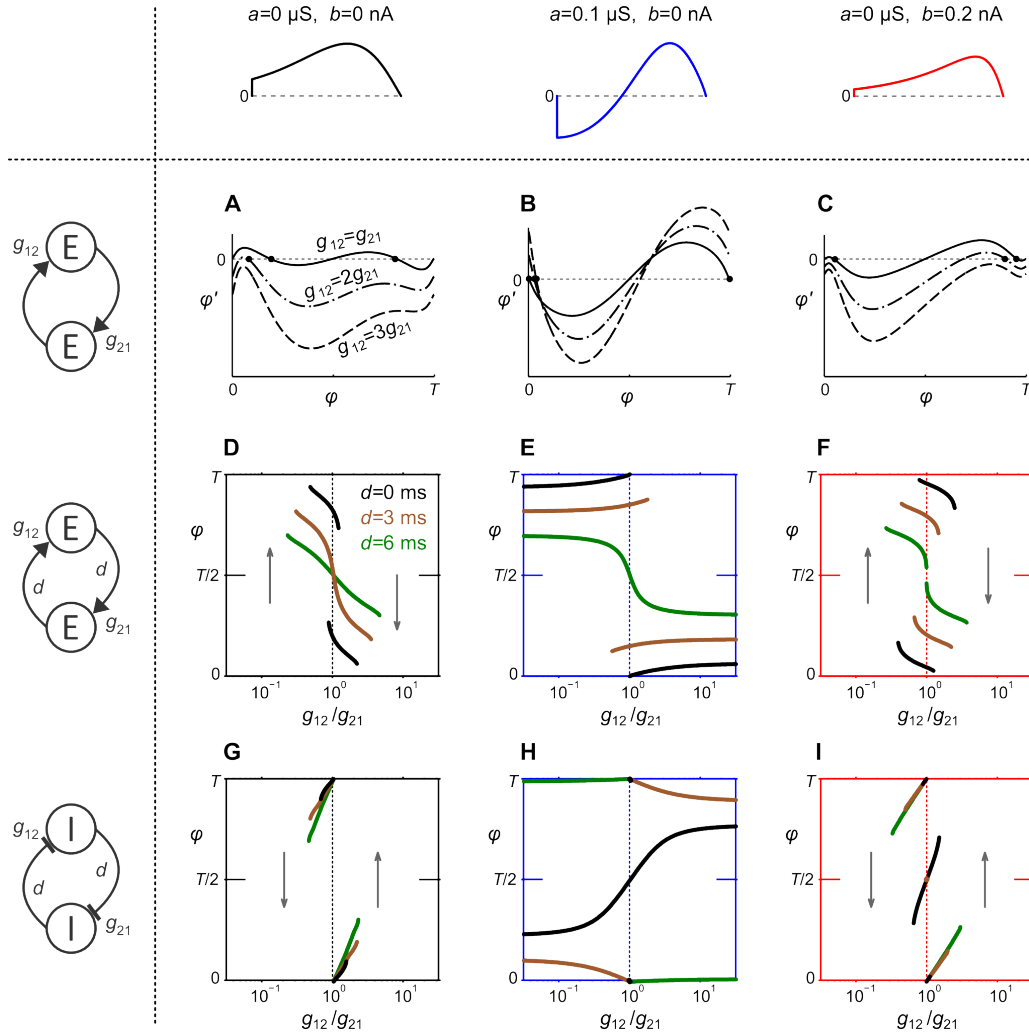 a=0 μS, b=0 nA
a=0.1 μS, b=0 nA
a=0 μS, b=0.2 nA
0
0
0
A
B
C
g12=g21
g12=2g21
g12=3g21
0
φ'
0
φ
T
0
φ'
0
φ
T
0
φ'
0
φ
T
g12
E
E
g21
D
E
F
T
φ
T/2
0
d=0 ms
d=3 ms
d=6 ms
10⁻¹
10⁰
10¹
g12/g21
T
φ
T/2
0
10⁻¹
10⁰
10¹
g12/g21
T
φ
T/2
0
10⁻¹
10⁰
10¹
g12/g21
g12
E
d
d
E
g21
G
H
I
T
φ
T/2
0
10⁻¹
10⁰
10¹
g12/g21
T
φ
T/2
0
10⁻¹
10⁰
10¹
g12/g21
T
φ
T/2
0
10⁻¹
10⁰
10¹
g12/g21
g12
I
d
d
I
g21